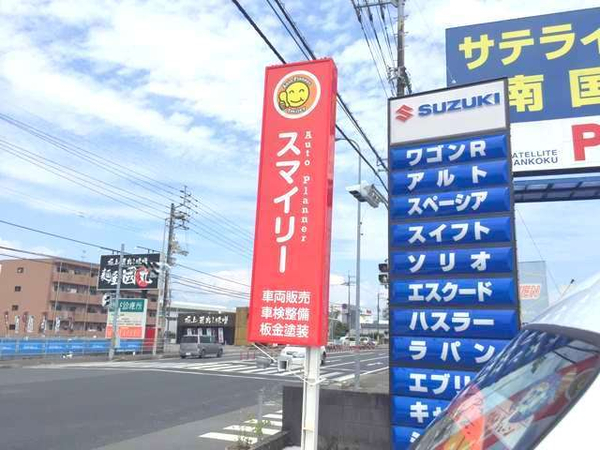 Auto Planner
スマイリー
車両販売
車検整備
板金塗装
SUZUKI
ワゴンR
アルト
スペーシア
スイフト
ソリオ
エスクード
ハスラー
ラパン
エブリ
キャ
サテライ
南国
SATELLITE
NANKOKU
P